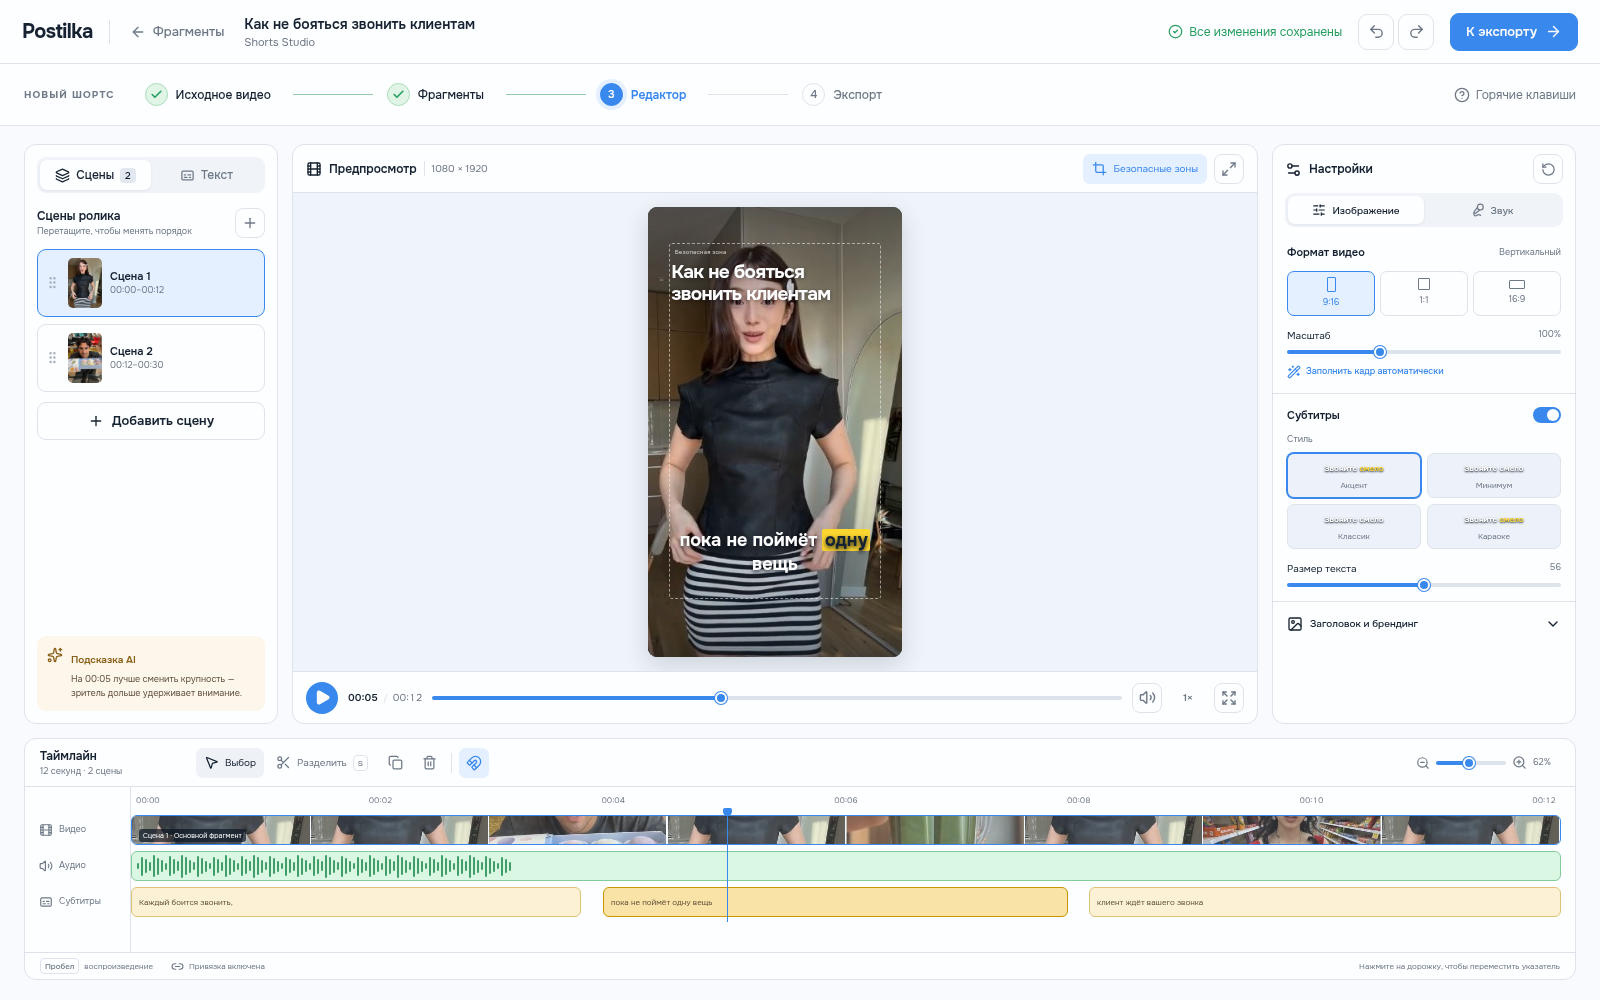 Postilka
Фрагменты
Как не бояться звонить клиентам
Shorts Studio
Все изменения сохранены
К экспорту
НОВЫЙ ШОРТС
Исходное видео
Фрагменты
3 Редактор
4 Экспорт
Горячие клавиши
Сцены 2
Текст
Сцены ролика
Перетащите, чтобы менять порядок
Сцена 1
00:00–00:12
Сцена 2
00:12–00:30
Добавить сцену
Подсказка AI
На 00:05 лучше сменить крупность —
зритель дольше удерживает внимание.
Предпросмотр
1080 × 1920
Безопасные зоны
Безопасная зона
Как не бояться
звонить клиентам
пока не поймёт одну
вещь
00:05 / 00:12
1×
Настройки
Изображение
Звук
Формат видео
Вертикальный
9:16
1:1
16:9
Масштаб
100%
Заполнить кадр автоматически
Субтитры
Стиль
Звоните смело
Акцент
Звоните смело
Минимум
Звоните смело
Классик
Звоните смело
Караоке
Размер текста
56
Заголовок и брендинг
Таймлайн
12 секунд · 2 сцены
Выбор
Разделить S
62%
00:00
00:02
00:04
00:06
00:08
00:10
00:12
Видео
Сцена 1 · Основной фрагмент
Аудио
Субтитры
Каждый боится звонить,
пока не поймёт одну вещь
клиент ждёт вашего звонка
Пробел воспроизведение
Привязка включена
Нажмите на дорожку, чтобы переместить указатель